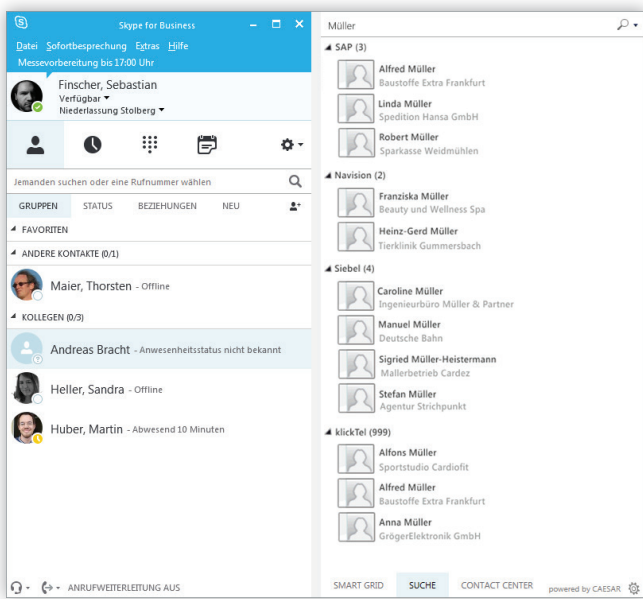 Skype for Business
Datei Sofortbesprechung Extras Hilfe
Messevorbereitung bis 17:00 Uhr
Finscher, Sebastian
Verfügbar
Niederlassung Stolberg
Jemanden suchen oder eine Rufnummer wählen
GRUPPEN STATUS BEZIEHUNGEN NEU
FAVORITEN
ANDERE KONTAKTE (0/1)
Maier, Thorsten - Offline
KOLLEGEN (0/3)
Andreas Bracht - Anwesenheitsstatus nicht bekannt
Heller, Sandra - Offline
Huber, Martin - Abwesend 10 Minuten
ANRUFWEITERLEITUNG AUS
Müller
SAP (3)
Alfred Müller
Baustoffe Extra Frankfurt
Linda Müller
Spedition Hansa GmbH
Robert Müller
Sparkasse Weidmühlen
Navision (2)
Franziska Müller
Beauty und Wellness Spa
Heinz-Gerd Müller
Tierklinik Gummersbach
Siebel (4)
Caroline Müller
Ingenieurbüro Müller & Partner
Manuel Müller
Deutsche Bahn
Sigried Müller-Heistermann
Mallerbetrieb Cardez
Stefan Müller
Agentur Strichpunkt
klickTel (999)
Alfons Müller
Sportstudio Cardiofit
Alfred Müller
Baustoffe Extra Frankfurt
Anna Müller
GrögerElektronik GmbH
SMART GRID SUCHE CONTACT CENTER powered by CAESAR